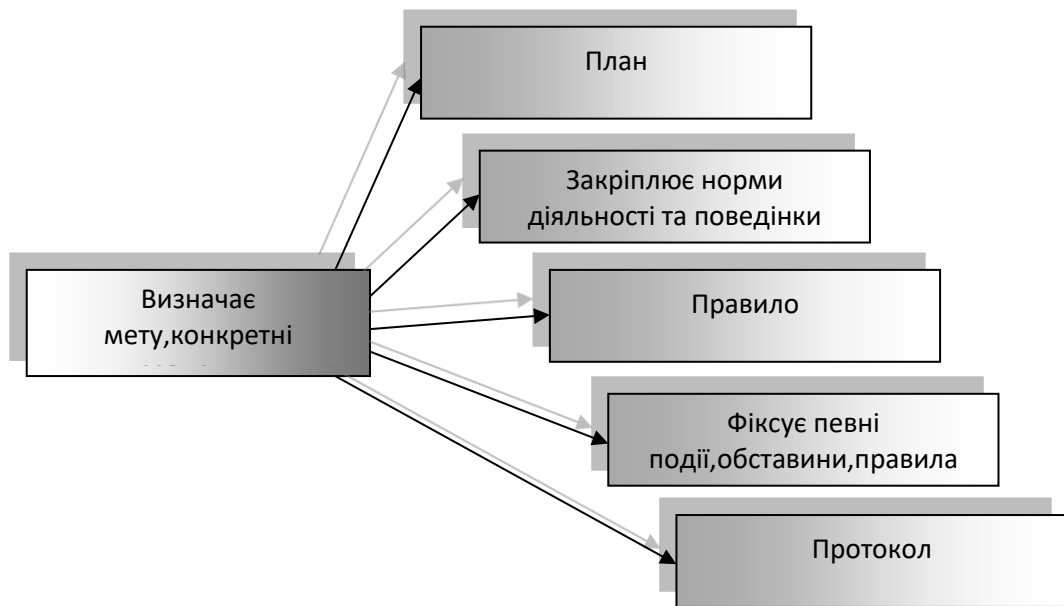 План
Закріплює норми
діяльності та поведінки
Визначає
мету,конкретні
Правило
Фіксує певні
події,обставини,правила
Протокол